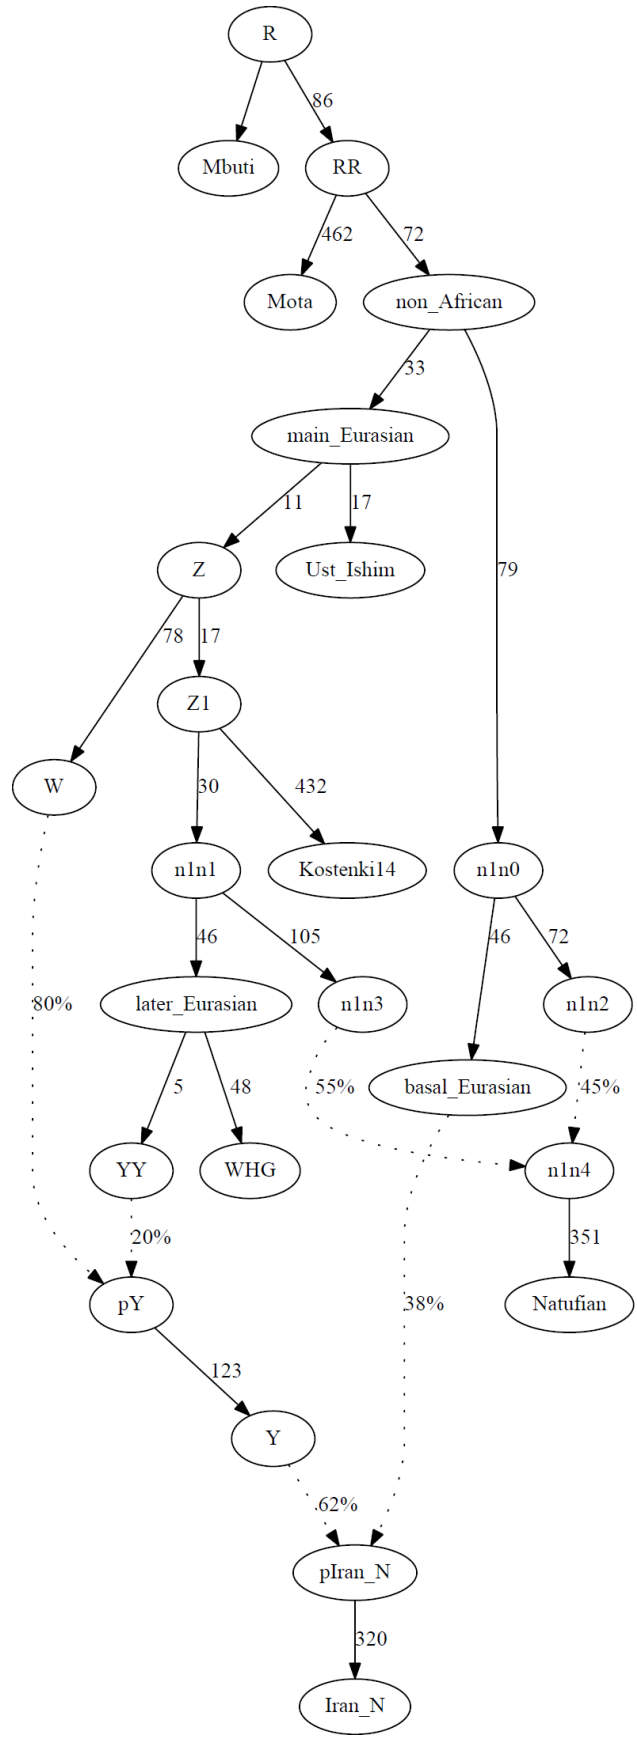 R
86
Mbuti
RR
462
72
Mota
non_African
33
main_Eurasian
11
17
Z
Ust_Ishim
79
78
17
Z1
W
30
432
n1n1
Kostenki14
n1n0
46
105
46
72
later_Eurasian
n1n3
n1n2
80%
5
48
55%
basal_Eurasian
45%
YY
WHG
n1n4
20%
351
pY
38%
Natufian
123
Y
62%
pIran_N
320
Iran_N